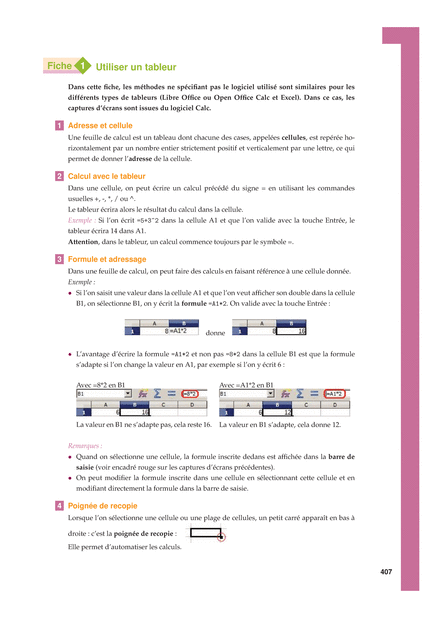 Fiche 1 Utiliser un tableur
Dans cette fiche, les méthodes ne spécifiant pas le logiciel utilisé sont similaires pour les
différents types de tableurs (Libre Office ou Open Office Calc et Excel). Dans ce cas, les
captures d'écrans sont issues du logiciel Calc.
1 Adresse et cellule
Une feuille de calcul est un tableau dont chacune des cases, appelées cellules, est repérée ho-
rizontalement par un nombre entier strictement positif et verticalement par une lettre, ce qui
permet de donner l'adresse de la cellule.
2 Calcul avec le tableur
Dans une cellule, on peut écrire un calcul précédé du signe = en utilisant les commandes
usuelles +, -, *, / ou ^.
Le tableur écrira alors le résultat du calcul dans la cellule.
Exemple : Si l'on écrit =5+3^2 dans la cellule A1 et que l'on valide avec la touche Entrée, le
tableur écrira 14 dans A1.
Attention, dans le tableur, un calcul commence toujours par le symbole =.
3 Formule et adressage
Dans une feuille de calcul, on peut faire des calculs en faisant référence à une cellule donnée.
Exemple :
• Si l'on saisit une valeur dans la cellule A1 et que l'on veut afficher son double dans la cellule
B1, on sélectionne B1, on y écrit la formule =A1*2. On valide avec la touche Entrée :
A B
1 8 =A1*2
donne
A B
1 8 16
• L'avantage d'écrire la formule =A1*2 et non pas =8*2 dans la cellule B1 est que la formule
s'adapte si l'on change la valeur en A1, par exemple si l'on y écrit 6 :
Avec =8*2 en B1
B1 =8*2
A B C D
1 6 16
La valeur en B1 ne s'adapte pas, cela reste 16.
Avec =A1*2 en B1
B1 =A1*2
A B C D
1 6 12
La valeur en B1 s'adapte, cela donne 12.
Remarques :
• Quand on sélectionne une cellule, la formule inscrite dedans est affichée dans la barre de
saisie (voir encadré rouge sur les captures d'écrans précédentes).
• On peut modifier la formule inscrite dans une cellule en sélectionnant cette cellule et en
modifiant directement la formule dans la barre de saisie.
4 Poignée de recopie
Lorsque l'on sélectionne une cellule ou une plage de cellules, un petit carré apparaît en bas à
droite : c'est la poignée de recopie :
Elle permet d'automatiser les calculs.
407